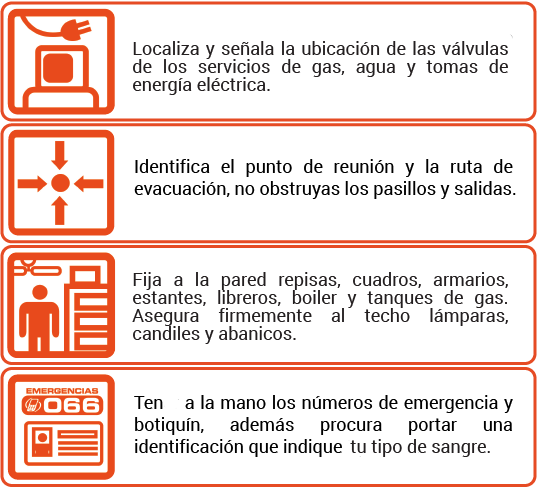 Localiza y señala la ubicación de las válvulas
de los servicios de gas, agua y tomas de
energía eléctrica.
Identifica el punto de reunión y la ruta de
evacuación, no obstruyas los pasillos y salidas.
Fija a la pared repisas, cuadros, armarios,
estantes, libreros, boiler y tanques de gas.
Asegura firmemente al techo lámparas,
candiles y abanicos.
EMERGENCIAS
066
Ten a la mano los números de emergencia y
botiquín, además procura portar una
identificación que indique tu tipo de sangre.